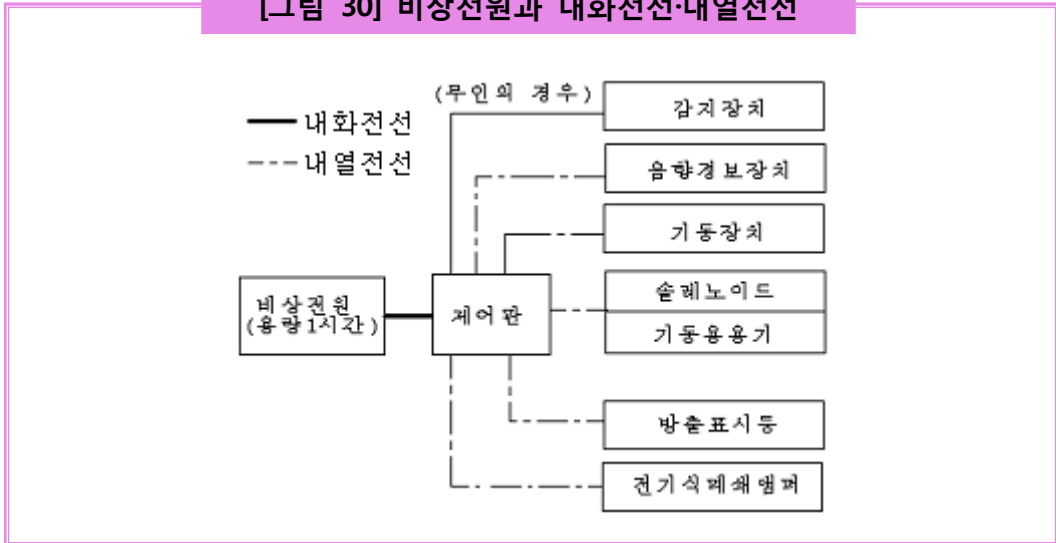 [그림 30] 비상전원과 내화전선·내열전선
(무인의 경우)
감지장치
내화전선
내열전선
음향경보장치
기동장치
비상전원
(용량1시간)
제어판
솔레노이드
기동용용기
방출표시등
전기식폐쇄댐퍼